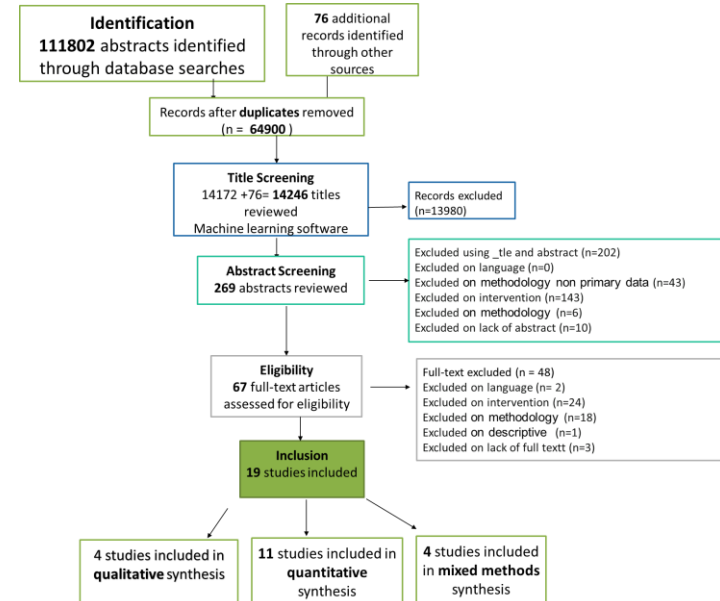 Identification
111802 abstracts identified
through database searches
76 additional
records identified
through other
sources
Records after duplicates removed
(n = 64900 )
Title Screening
14172 +76= 14246 titles
reviewed
Machine learning software
Records excluded
(n=13980)
Abstract Screening
269 abstracts reviewed
Excluded using _tle and abstract (n=202)
Excluded on language (n=0)
Excluded on methodology non primary data (n=43)
Excluded on intervention (n=143)
Excluded on methodology (n=6)
Excluded on lack of abstract (n=10)
Eligibility
67 full-text articles
assessed for eligibility
Full-text excluded (n = 48)
Excluded on language (n= 2)
Excluded on intervention (n=24)
Excluded on methodology (n=18)
Excluded on descriptive (n=1)
Excluded on lack of full textt (n=3)
Inclusion
19 studies included
4 studies included in
qualitative synthesis
11 studies included in
quantitative
synthesis
4 studies included
in mixed methods
synthesis